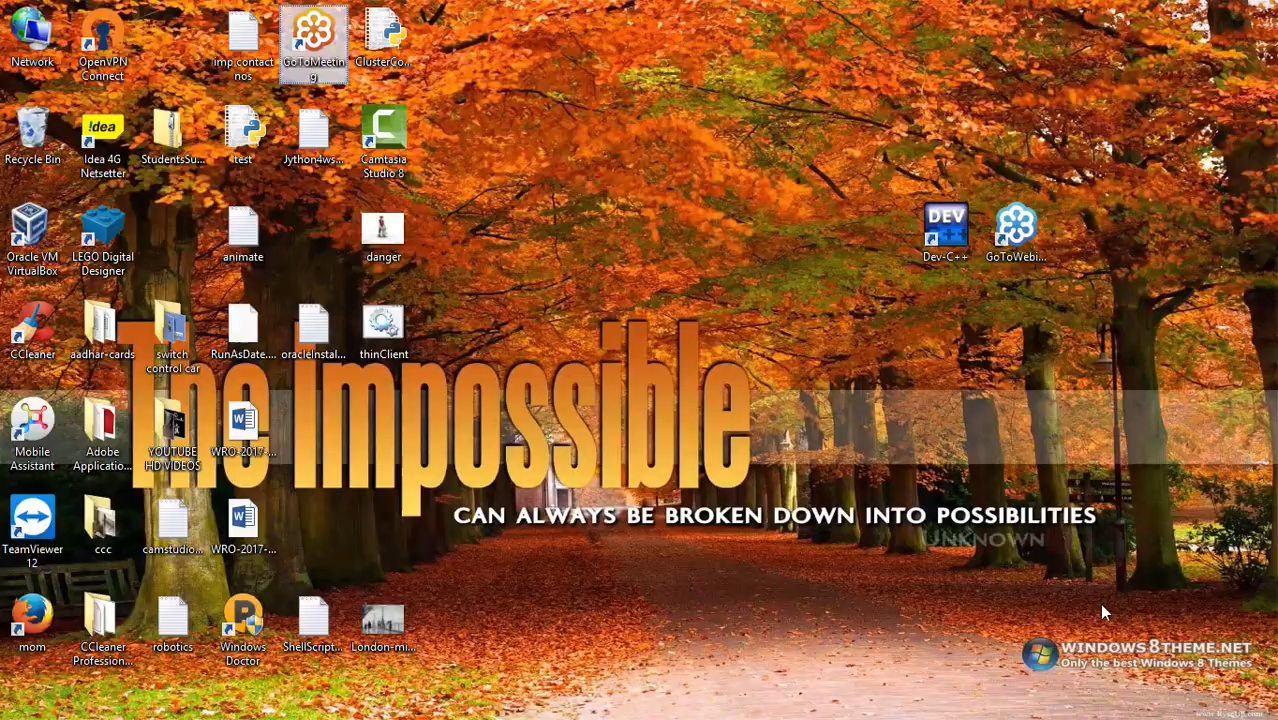 Network
OpenVPN
Connect
imp contact
nos
GoToMeetin
g
ClusterCo...
Recycle Bin
!dea
Idea 4G
Netsetter
StudentsSu...
test
Jython4ws...
Camtasia
Studio 8
Oracle VM
VirtualBox
LEGO Digital
Designer
animate
danger
DEV
C++
Dev-C++
GoToWebi...
CCleaner
aadhar-cards
switch
control car
RunAsDate....
oracleInstal...
thinClient
The Impossible
Mobile
Assistant
Adobe
Applicatio...
YOUTUBE
HD VIDEOS
WRO-2017-...
CAN ALWAYS BE BROKEN DOWN INTO POSSIBILITIES
UNKNOWN
TeamViewer
12
ccc
camstudio...
WRO-2017-...
mom
CCleaner
Profession...
robotics
Windows
Doctor
ShellScript...
London-mi...
WINDOWS8THEME.NET
Only the best Windows 8 Themes